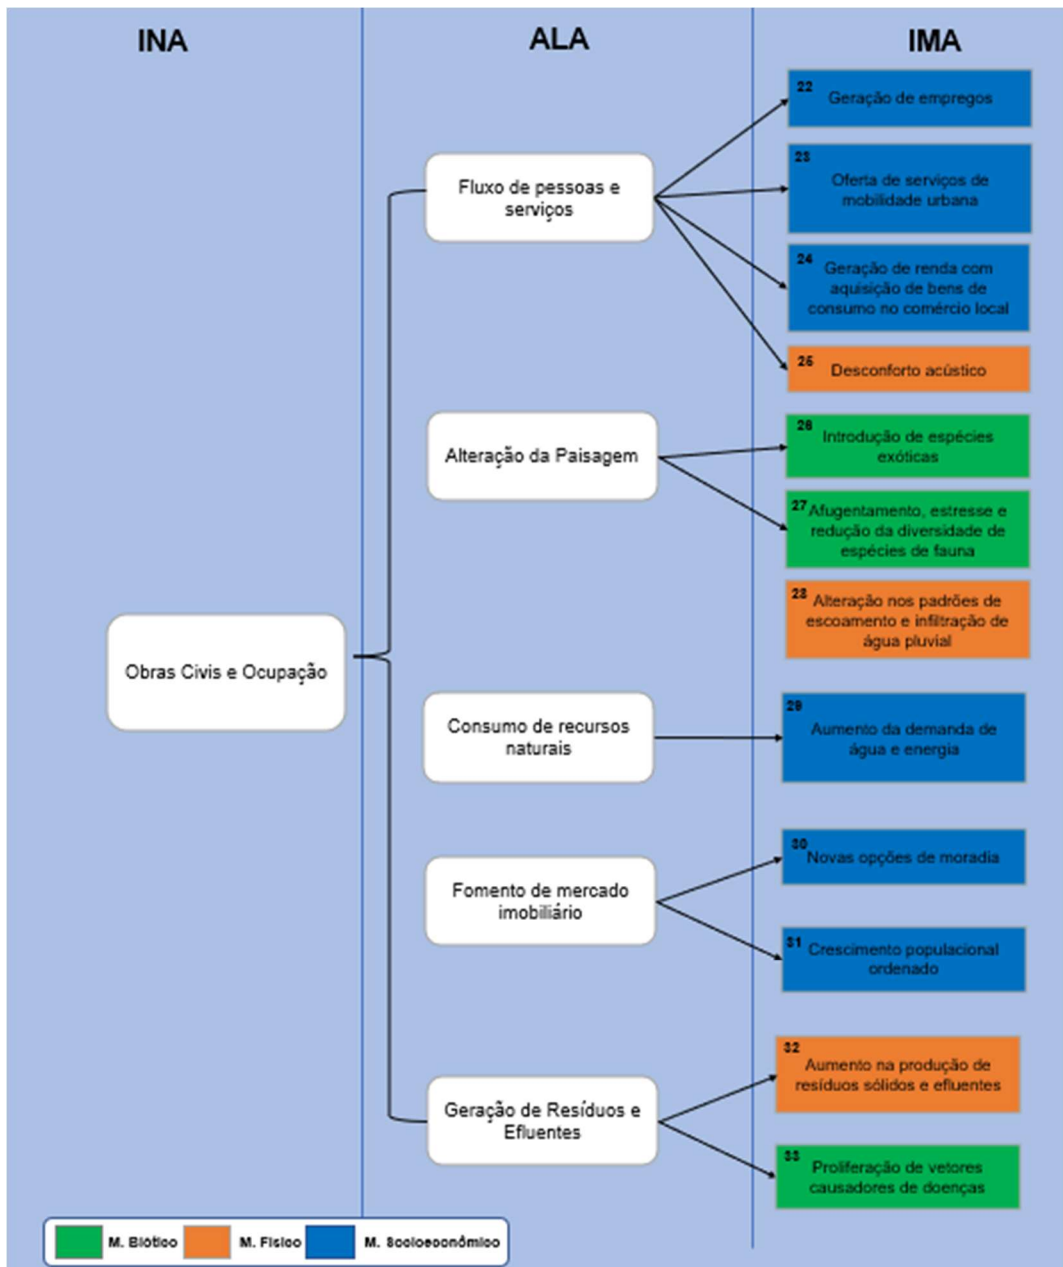 INA
ALA
IMA
Obras Civis e Ocupação
Fluxo de pessoas e
serviços
Alteração da Paisagem
Consumo de recursos
naturais
Fomento de mercado
imobiliário
Geração de Resíduos e
Efluentes
22
Geração de empregos
23
Oferta de serviços de
mobilidade urbana
24
Geração de renda com
aquisição de bens de
consumo no comércio local
25
Desconforto acústico
26
Introdução de espécies
exóticas
27
Afugentamento, estresse e
redução da diversidade de
espécies de fauna
28
Alteração nos padrões de
escoamento e infiltração de
água pluvial
29
Aumento da demanda de
água e energia
30
Novas opções de moradia
31
Crescimento populacional
ordenado
32
Aumento na produção de
resíduos sólidos e efluentes
33
Proliferação de vetores
causadores de doenças
M. Biótico
M. Físico
M. Socioeconômico